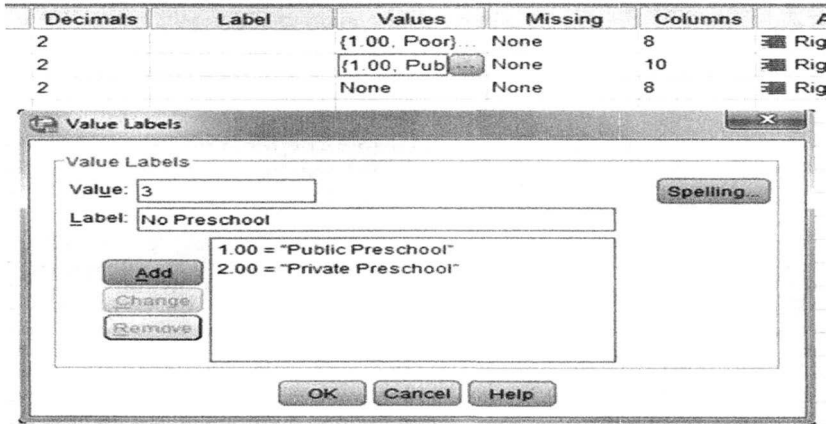 Decimals Label Values Missing Columns A
2 {1.00, Poor}... None 8 Rig
2 {1.00, Pub ... None 10 Rig
2 None None 8 Rig
Value Labels
Value Labels
Value: 3
Spelling...
Label: No Preschool
1.00 = "Public Preschool"
2.00 = "Private Preschool"
Add
Change
Remove
OK Cancel Help